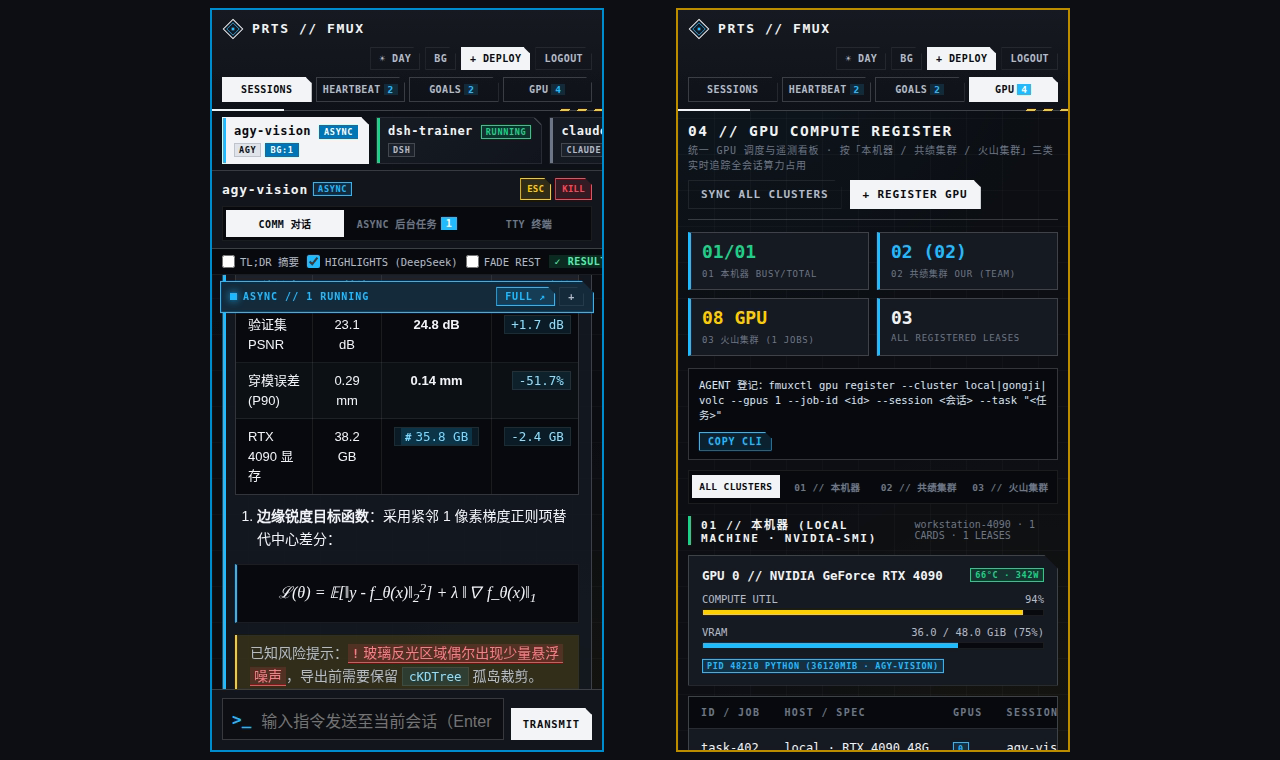 PRTS // FMUX
☀ DAY
BG
+ DEPLOY
LOGOUT
SESSIONS
HEARTBEAT 2
GOALS 2
GPU 4
agy-vision ASYNC
AGY BG:1
dsh-trainer RUNNING
DSH
claud
CLAUDE
agy-vision ASYNC
ESC
KILL
COMM 对话
ASYNC 后台任务 1
TTY 终端
TL;DR 摘要
HIGHLIGHTS (DeepSeek)
FADE REST
✓ RESULT
ASYNC // 1 RUNNING
FULL ↗
+
验证集 PSNR
23.1 dB
24.8 dB
+1.7 dB
穿模误差 (P90)
0.29 mm
0.14 mm
-51.7%
RTX 4090 显存
38.2 GB
# 35.8 GB
-2.4 GB
1. 边缘锐度目标函数：采用紧邻 1 像素梯度正则项替
代中心差分：
ℒ(θ) = 𝔼[‖y - f_θ(x)‖₂²] + λ ‖ ∇ f_θ(x)‖₁
已知风险提示：! 玻璃反光区域偶尔出现少量悬浮
噪声，导出前需要保留 cKDTree 孤岛裁剪。
>_ 输入指令发送至当前会话（Enter
TRANSMIT
PRTS // FMUX
☀ DAY
BG
+ DEPLOY
LOGOUT
SESSIONS
HEARTBEAT 2
GOALS 2
GPU 4
04 // GPU COMPUTE REGISTER
统一 GPU 调度与遥测看板 · 按「本机器 / 共绩集群 / 火山集群」三类
实时追踪全会话算力占用
SYNC ALL CLUSTERS
+ REGISTER GPU
01/01
01 本机器 BUSY/TOTAL
02 (02)
02 共绩集群 OUR (TEAM)
08 GPU
03 火山集群 (1 JOBS)
03
ALL REGISTERED LEASES
AGENT 登记：fmuxctl gpu register --cluster local|gongji|
volc --gpus 1 --job-id <id> --session <会话> --task "<任
务>"
COPY CLI
ALL CLUSTERS
01 // 本机器
02 // 共绩集群
03 // 火山集群
01 // 本机器 (LOCAL
MACHINE · NVIDIA-SMI)
workstation-4090 · 1
CARDS · 1 LEASES
GPU 0 // NVIDIA GeForce RTX 4090
66°C · 342W
COMPUTE UTIL
94%
VRAM
36.0 / 48.0 GiB (75%)
PID 48210 PYTHON (36120MIB · AGY-VISION)
ID / JOB
HOST / SPEC
GPUS
SESSION
task-402
local · RTX 4090 48G
0
agy-vis